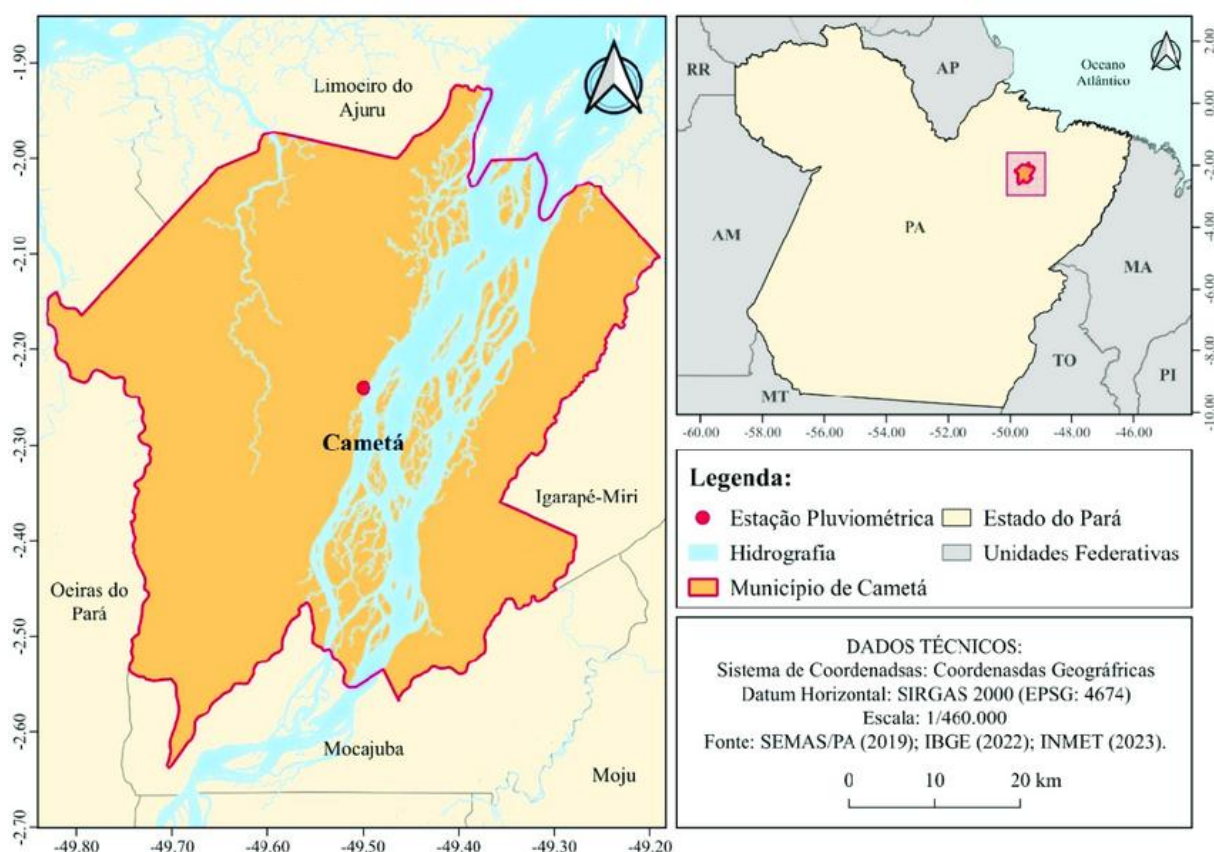 N
Limoeiro do
Ajuru
Cametá
Igarapé-Miri
Oeiras do
Pará
Mocajuba
Moju
-1.90
-2.00
-2.10
-2.20
-2.30
-2.40
-2.50
-2.60
-2.70
-49.80
-49.70
-49.60
-49.50
-49.40
-49.30
-49.20
RR
AP
Oceano
Atlântico
AM
PA
MA
TO
PI
MT
2.00
0.00
-2.00
-4.00
-6.00
-8.00
-10.00
-60.00
-58.00
-56.00
-54.00
-52.00
-50.00
-48.00
-46.00
Legenda:
Estação Pluviométrica
Estado do Pará
Hidrografia
Unidades Federativas
Município de Cametá
DADOS TÉCNICOS:
Sistema de Coordenadsas: Coordenasdas Geográficas
Datum Horizontal: SIRGAS 2000 (EPSG: 4674)
Escala: 1/460.000
Fonte: SEMAS/PA (2019); IBGE (2022); INMET (2023).
0 10 20 km